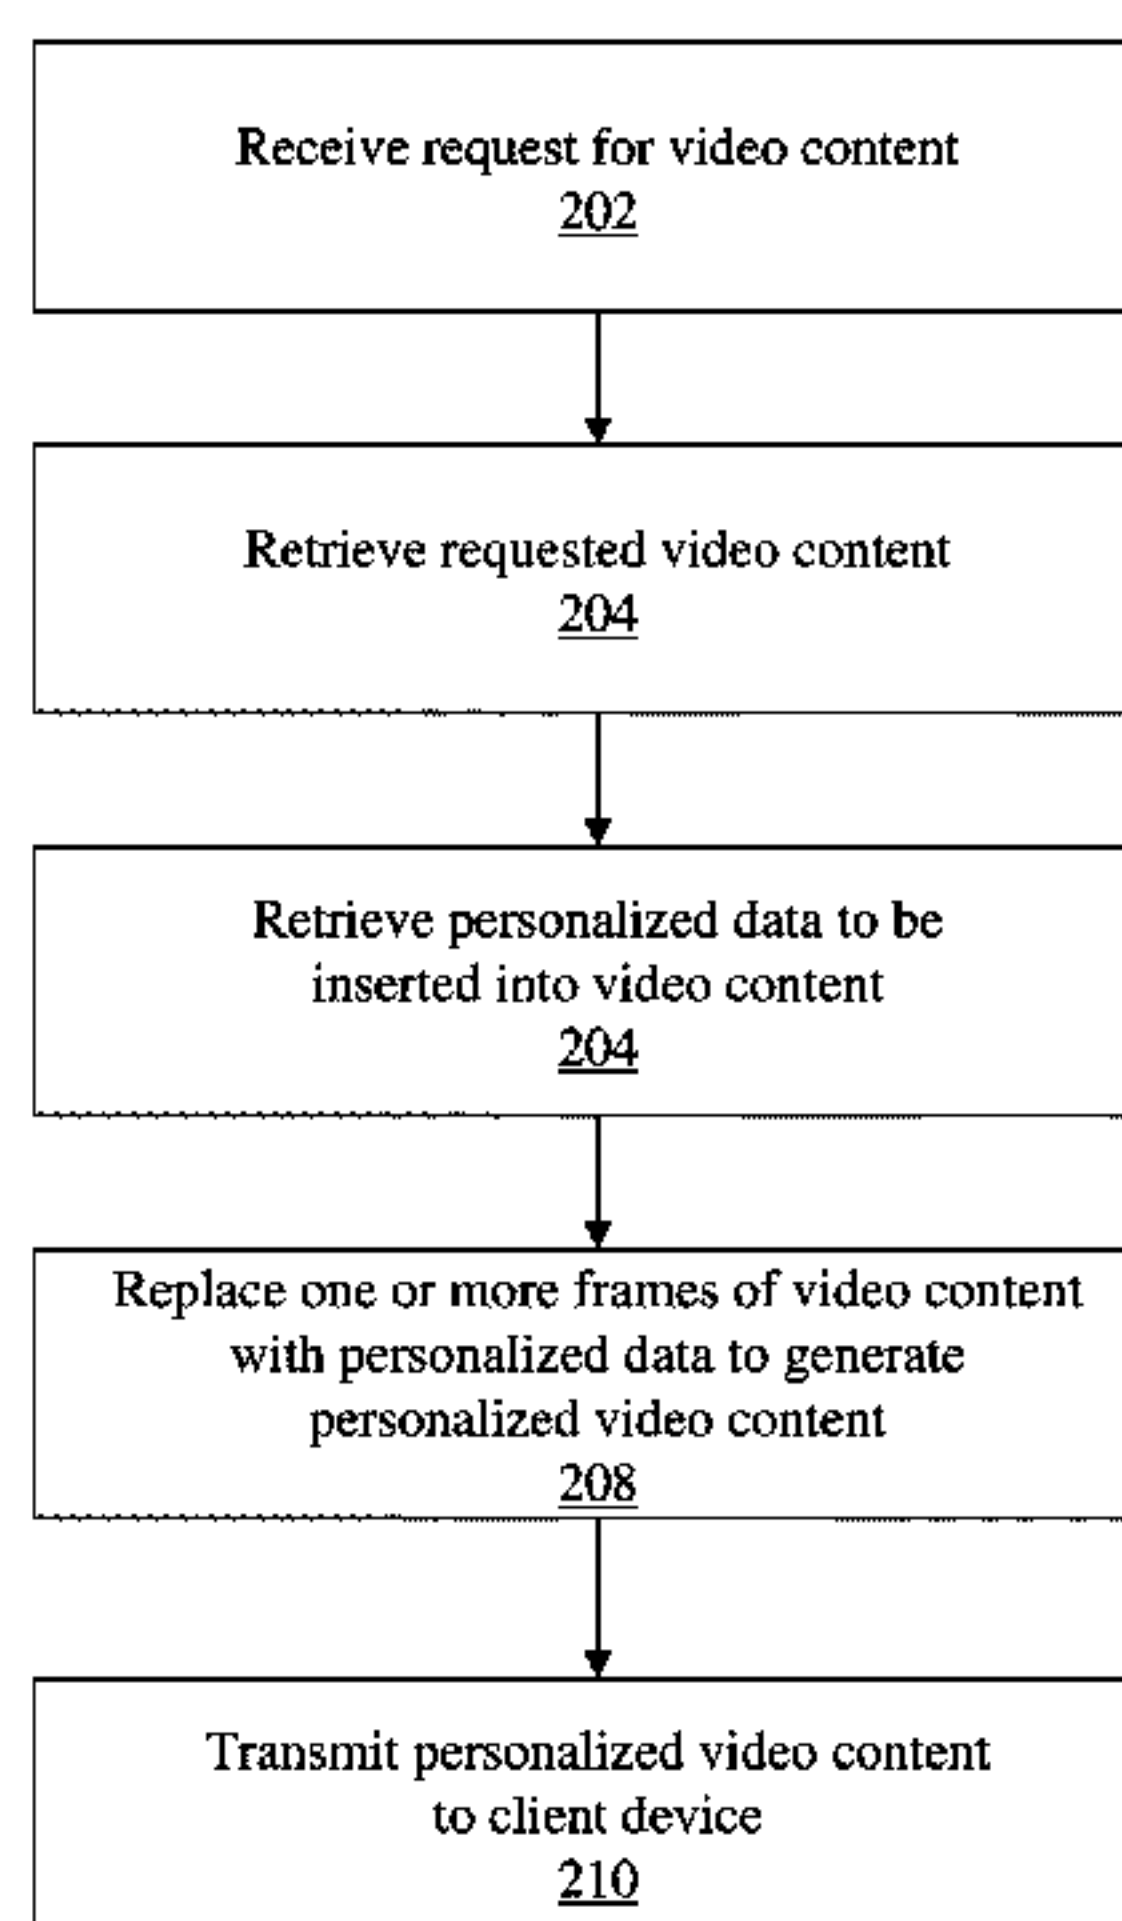 Receive request for video content
202
Retrieve requested video content
204
Retrieve personalized data to be
inserted into video content
204
Replace one or more frames of video content
with personalized data to generate
personalized video content
208
Transmit personalized video content
to client device
210